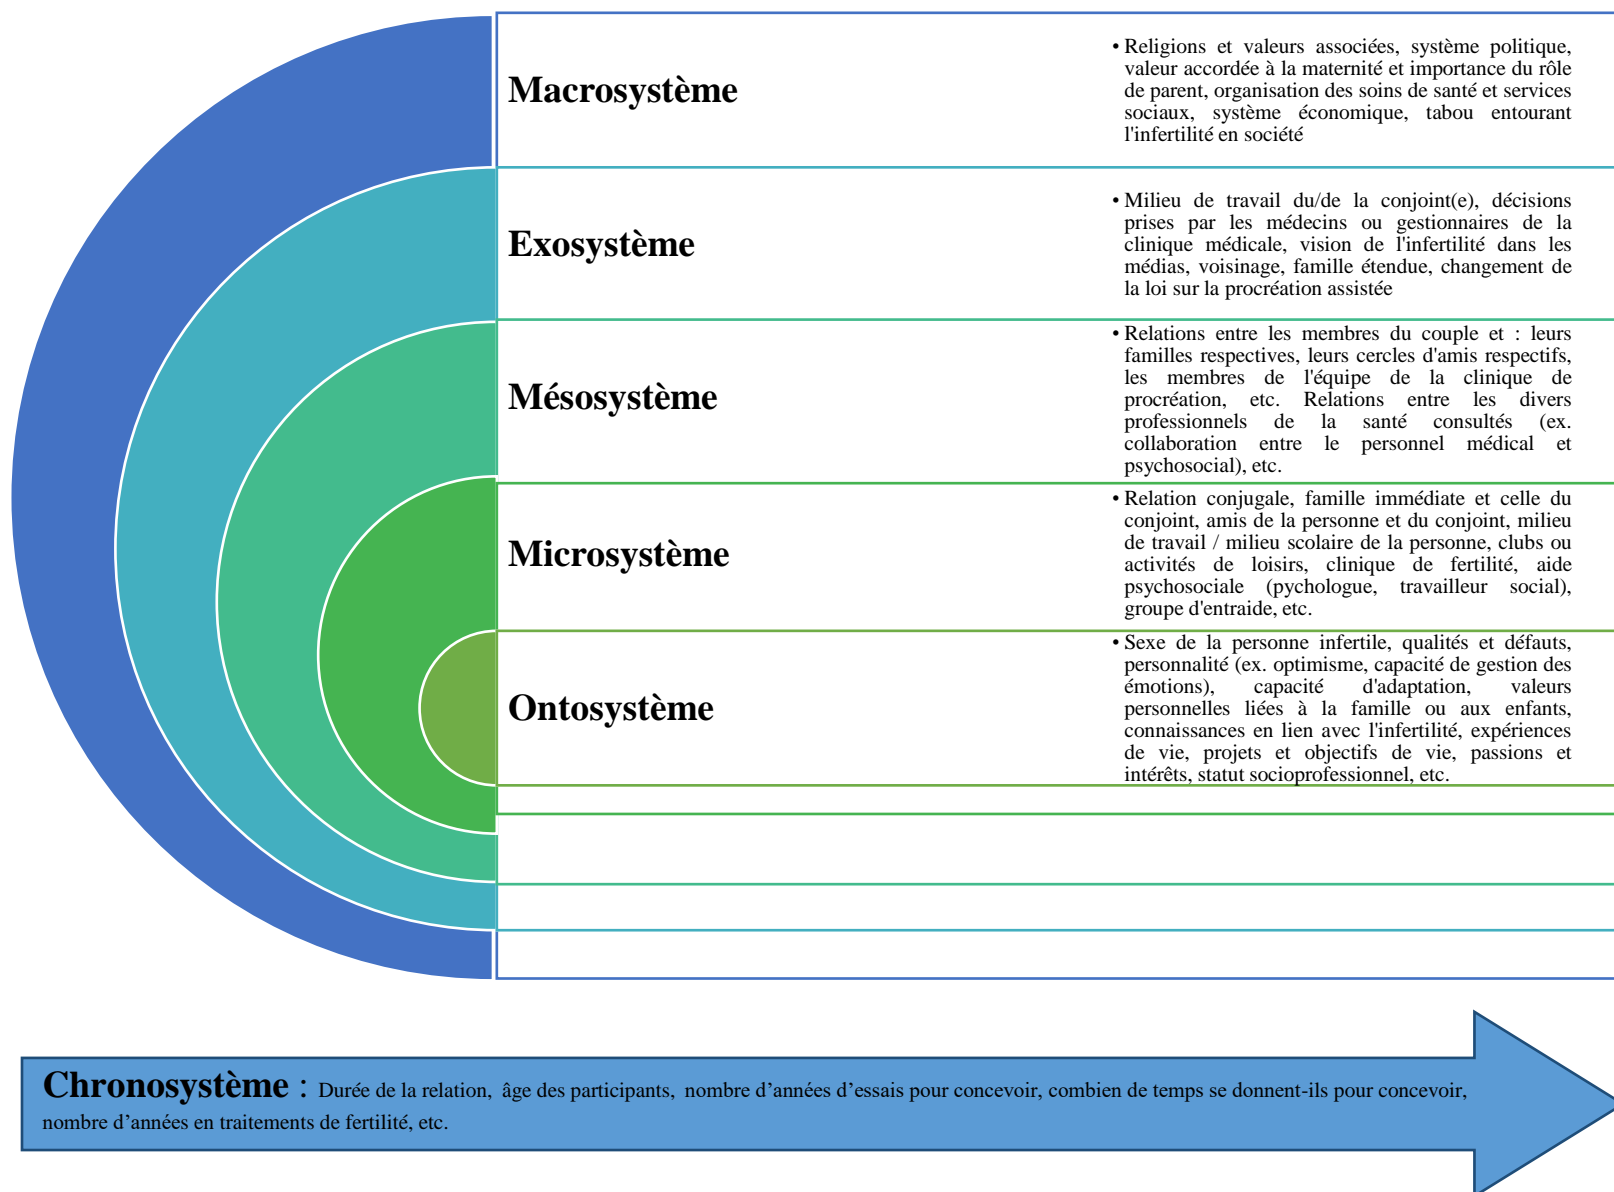 Macrosystème
• Religions et valeurs associées, système politique,
valeur accordée à la maternité et importance du rôle
de parent, organisation des soins de santé et services
sociaux, système économique, tabou entourant
l'infertilité en société
Exosystème
• Milieu de travail du/de la conjoint(e), décisions
prises par les médecins ou gestionnaires de la
clinique médicale, vision de l'infertilité dans les
médias, voisinage, famille étendue, changement de
la loi sur la procréation assistée
Mésosystème
• Relations entre les membres du couple et : leurs
familles respectives, leurs cercles d'amis respectifs,
les membres de l'équipe de la clinique de
procréation, etc. Relations entre les divers
professionnels de la santé consultés (ex.
collaboration entre le personnel médical et
psychosocial), etc.
Microsystème
• Relation conjugale, famille immédiate et celle du
conjoint, amis de la personne et du conjoint, milieu
de travail / milieu scolaire de la personne, clubs ou
activités de loisirs, clinique de fertilité, aide
psychosociale (pychologue, travailleur social),
groupe d'entraide, etc.
Ontosystème
• Sexe de la personne infertile, qualités et défauts,
personnalité (ex. optimisme, capacité de gestion des
émotions), capacité d'adaptation, valeurs
personnelles liées à la famille ou aux enfants,
connaissances en lien avec l'infertilité, expériences
de vie, projets et objectifs de vie, passions et
intérêts, statut socioprofessionnel, etc.
Chronosystème : Durée de la relation, âge des participants, nombre d’années d’essais pour concevoir, combien de temps se donnent-ils pour concevoir,
nombre d’années en traitements de fertilité, etc.